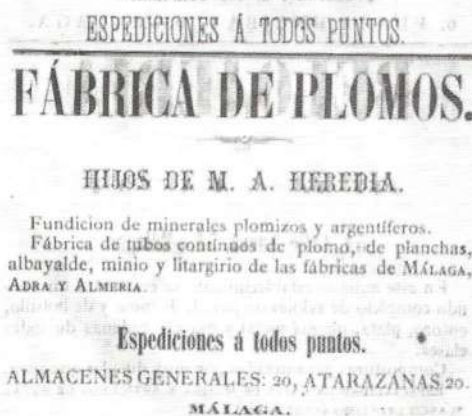 ESPEDICIONES Á TODOS PUNTOS.
FÁBRICA DE PLOMOS.
HIJOS DE M. A. HEREDIA.
Fundicion de minerales plomizos y argentíferos.
Fábrica de tubos contínuos de plomo, de planchas,
albayalde, minio y litargirio de las fábricas de MÁLAGA,
ADRA Y ALMERIA.
Espediciones á todos puntos.
ALMACENES GENERALES: 20, ATARAZANAS 20.
MÁLAGA.